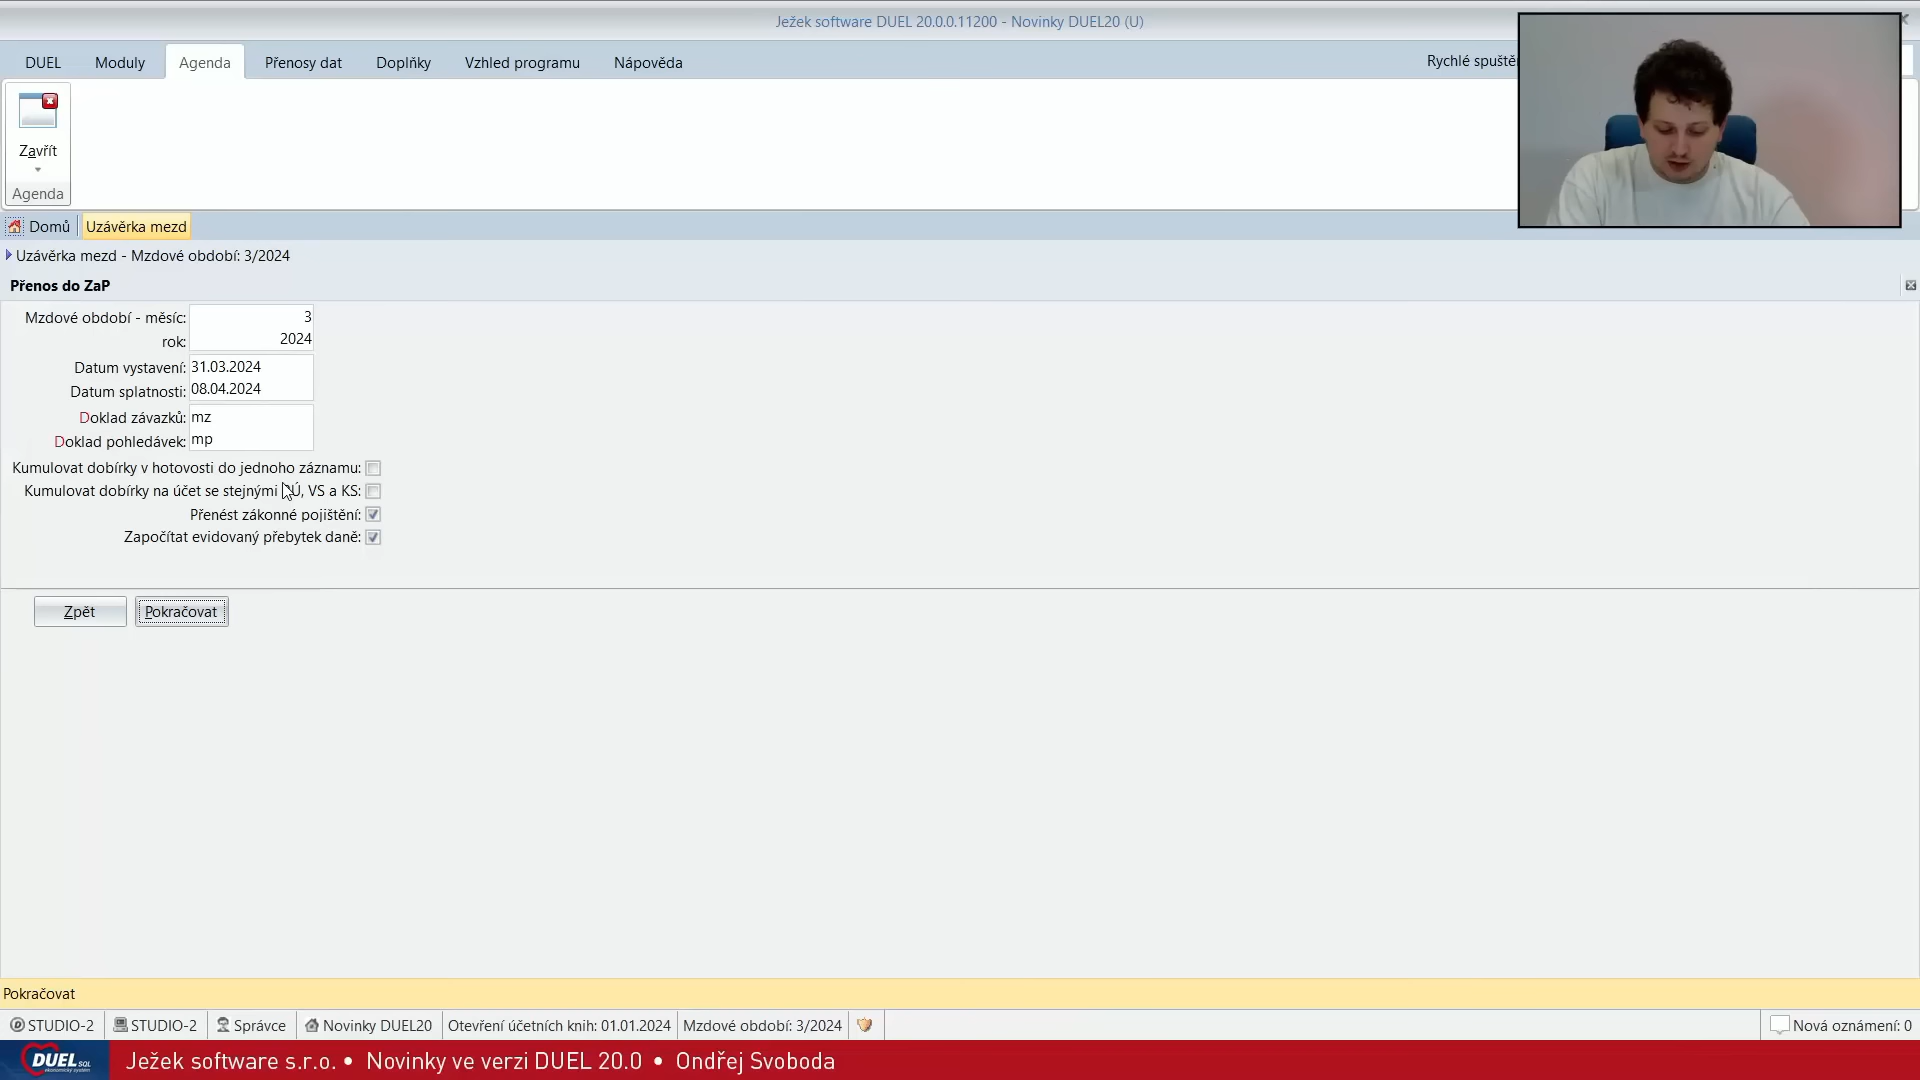 Ježek software DUEL 20.0.0.11200 - Novinky DUEL20 (U)
DUEL
Moduly
Agenda
Přenosy dat
Doplňky
Vzhled programu
Nápověda
Rychlé
Zavřít
Agenda
Domů
Uzávěrka mezd
Uzávěrka mezd - Mzdové období: 3/2024
Přenos do ZaP
Mzdové období - měsíc: 3
rok: 2024
Datum vystavení: 31.03.2024
Datum splatnosti: 08.04.2024
Doklad závazků: mz
Doklad pohledávek: mp
Kumulovat dobírky v hotovosti do jednoho záznamu:
Kumulovat dobírky na účet se stejnými VS a KS:
Přenést zákonné pojištění:
Započítat evidovaný přebytek daně:
Zpět
Pokračovat
Pokračovat
STUDIO-2
STUDIO-2
Správce
Novinky DUEL20
Otevření účetních knih: 01.01.2024
Mzdové období: 3/2024
Nová oznámení: 0
DUEL SQL
Ježek software s.r.o. • Novinky ve verzi DUEL 20.0 • Ondřej Svoboda